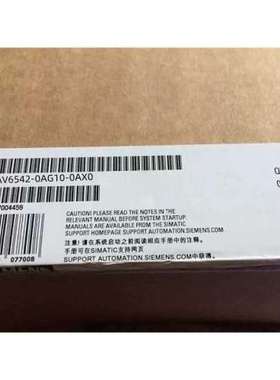 AV6542-0AG10-0AX0
7004456
CAUTION! PLEASE READ THE NOTES IN THE
RELEVANT MANUAL BEFORE SYSTEM STARTUP.
MANUALS ARE AVAILABLE FROM THE SIMATIC
SUPPORT HOMEPAGE SUPPORT.AUTOMATION.SIEMENS.COM
注意! 请在系统启动之前阅读相应手册中的注释。
手册可在SIMATIC支持网页
SUPPORT.AUTOMATION.SIEMENS.COM中获得。
077008